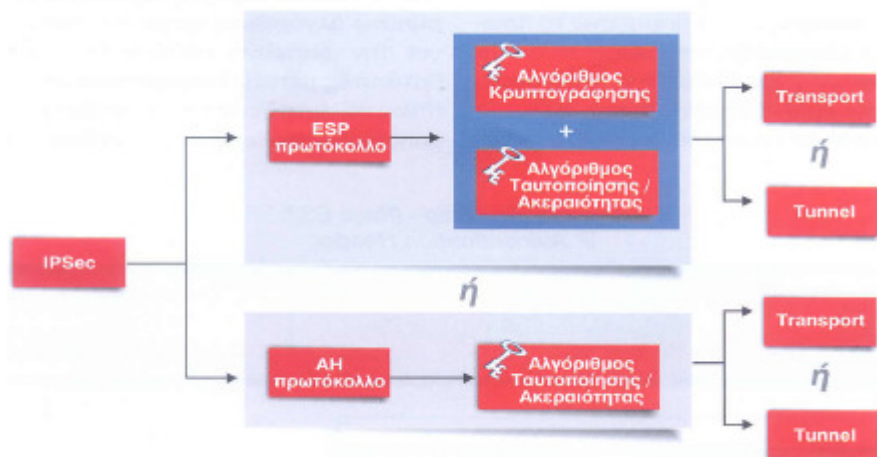 Αλγόριθμος
Κρυπτογράφησης
+
Αλγόριθμος
Ταυτοποίησης /
Ακεραιότητας
ESP
πρωτόκολλο
Transport
ή
Tunnel
IPSec
ή
AH
πρωτόκολλο
Αλγόριθμος
Ταυτοποίησης /
Ακεραιότητας
Transport
ή
Tunnel